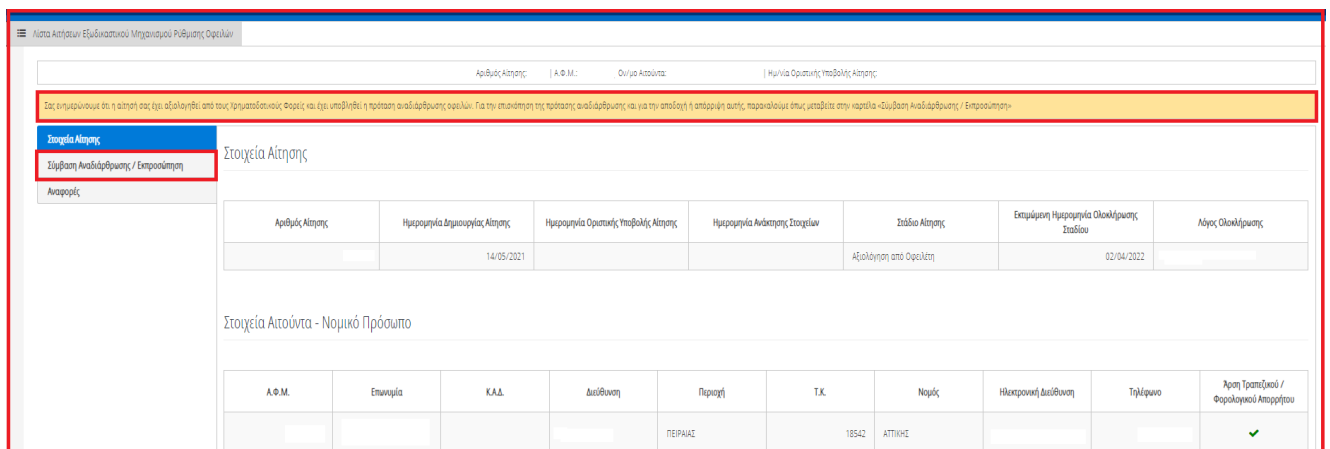 Λίστα Αιτήσεων Εξωδικαστικού Μηχανισμού Ρύθμισης Οφειλών
Αριθμός Αίτησης: | Α.Φ.Μ.: Ον/μο Αιτούντα: | Ημ/νία Οριστικής Υποβολής Αίτησης:
Σας ενημερώνουμε ότι η αίτησή σας έχει αξιολογηθεί από τους Χρηματοδοτικούς Φορείς και έχει υποβληθεί η πρόταση αναδιάρθρωσης οφειλών. Για την επισκόπηση της πρότασης αναδιάρθρωσης και για την αποδοχή ή απόρριψη αυτής, παρακαλούμε όπως μεταβείτε στην καρτέλα «Σύμβαση Αναδιάρθρωσης / Εκπροσώπηση»
Στοιχεία Αίτησης
Σύμβαση Αναδιάρθρωσης / Εκπροσώπηση
Αναφορές
Στοιχεία Αίτησης
Αριθμός Αίτησης Ημερομηνία Δημιουργίας Αίτησης Ημερομηνία Οριστικής Υποβολής Αίτησης Ημερομηνία Ανάκτησης Στοιχείων Στάδιο Αίτησης Εκτιμώμενη Ημερομηνία Ολοκλήρωσης Σταδίου Λόγος Ολοκλήρωσης
14/05/2021 Αξιολόγηση από Οφειλέτη 02/04/2022
Στοιχεία Αιτούντα - Νομικό Πρόσωπο
Α.Φ.Μ. Επωνυμία Κ.Α.Δ. Διεύθυνση Περιοχή Τ.Κ. Νομός Ηλεκτρονική Διεύθυνση Τηλέφωνο Άρση Τραπεζικού / Φορολογικού Απορρήτου
ΠΕΙΡΑΙΑΣ 18542 ΑΤΤΙΚΗΣ